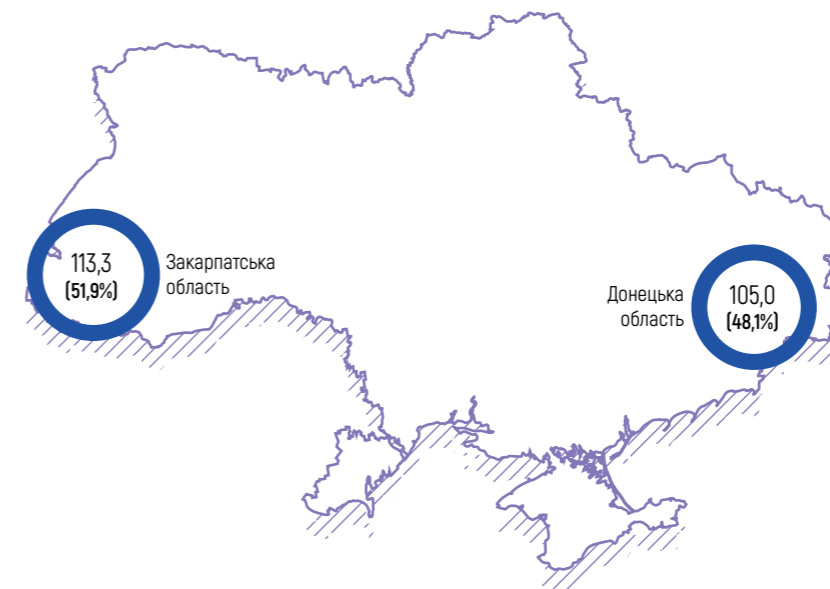 113,3
(51,9%)
Закарпатська
область
Донецька
область
105,0
(48,1%)